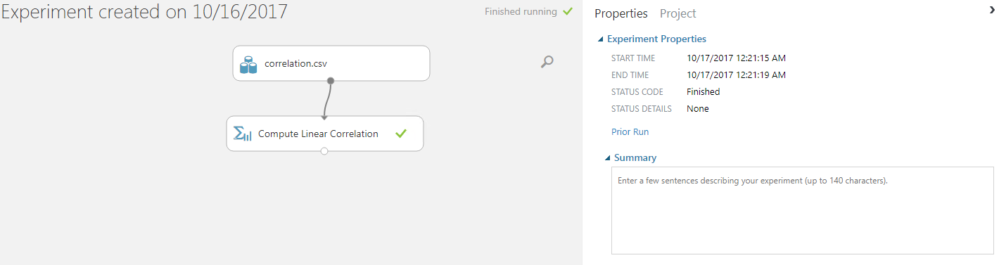 Experiment created on 10/16/2017
Finished running
correlation.csv
Compute Linear Correlation
Properties Project
Experiment Properties
START TIME 10/17/2017 12:21:15 AM
END TIME 10/17/2017 12:21:19 AM
STATUS CODE Finished
STATUS DETAILS None
Prior Run
Summary
Enter a few sentences describing your experiment (up to 140 characters).